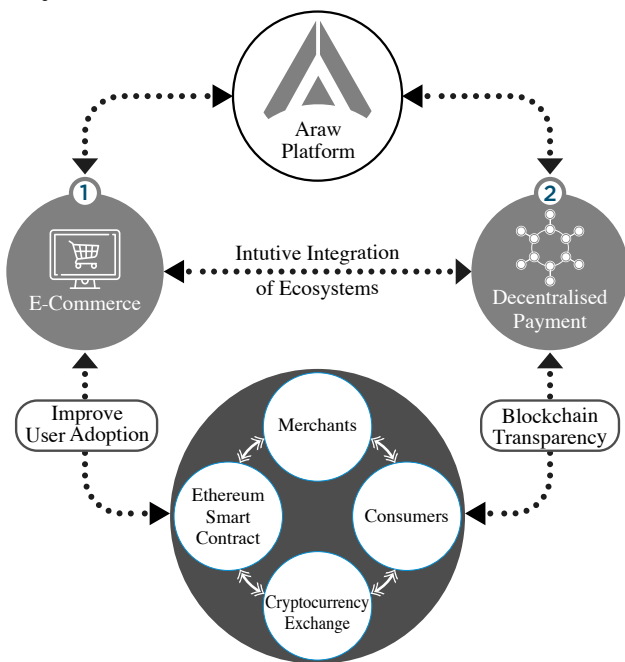 Araw
Platform
1
2
E-Commerce
Intutive Integration
of Ecosystems
Decentralised
Payment
Improve
User Adoption
Blockchain
Transparency
Merchants
Ethereum
Smart
Contract
Consumers
Cryptocurrency
Exchange